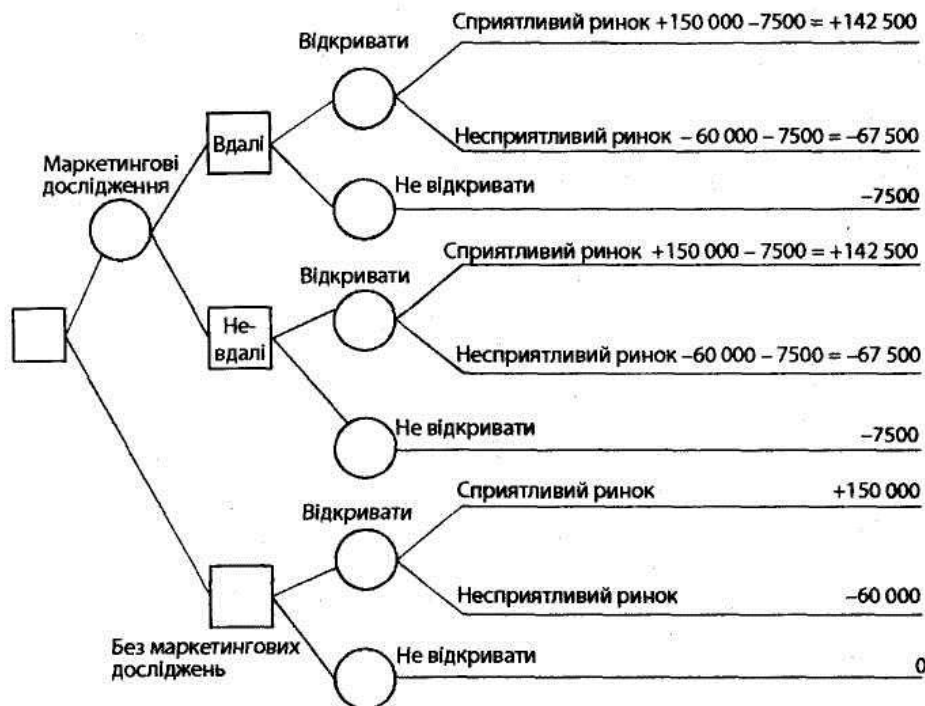 Сприятливий ринок +150 000 –7500 = +142 500
Відкривати
Несприятливий ринок – 60 000 – 7500 = –67 500
Вдалі
Маркетингові
дослідження
Не відкривати
–7500
Сприятливий ринок +150 000 – 7500 = +142 500
Відкривати
Не-
вдалі
Несприятливий ринок –60 000 – 7500 = –67 500
Не відкривати
–7500
Сприятливий ринок +150 000
Відкривати
Несприятливий ринок –60 000
Без маркетингових
досліджень
Не відкривати
0